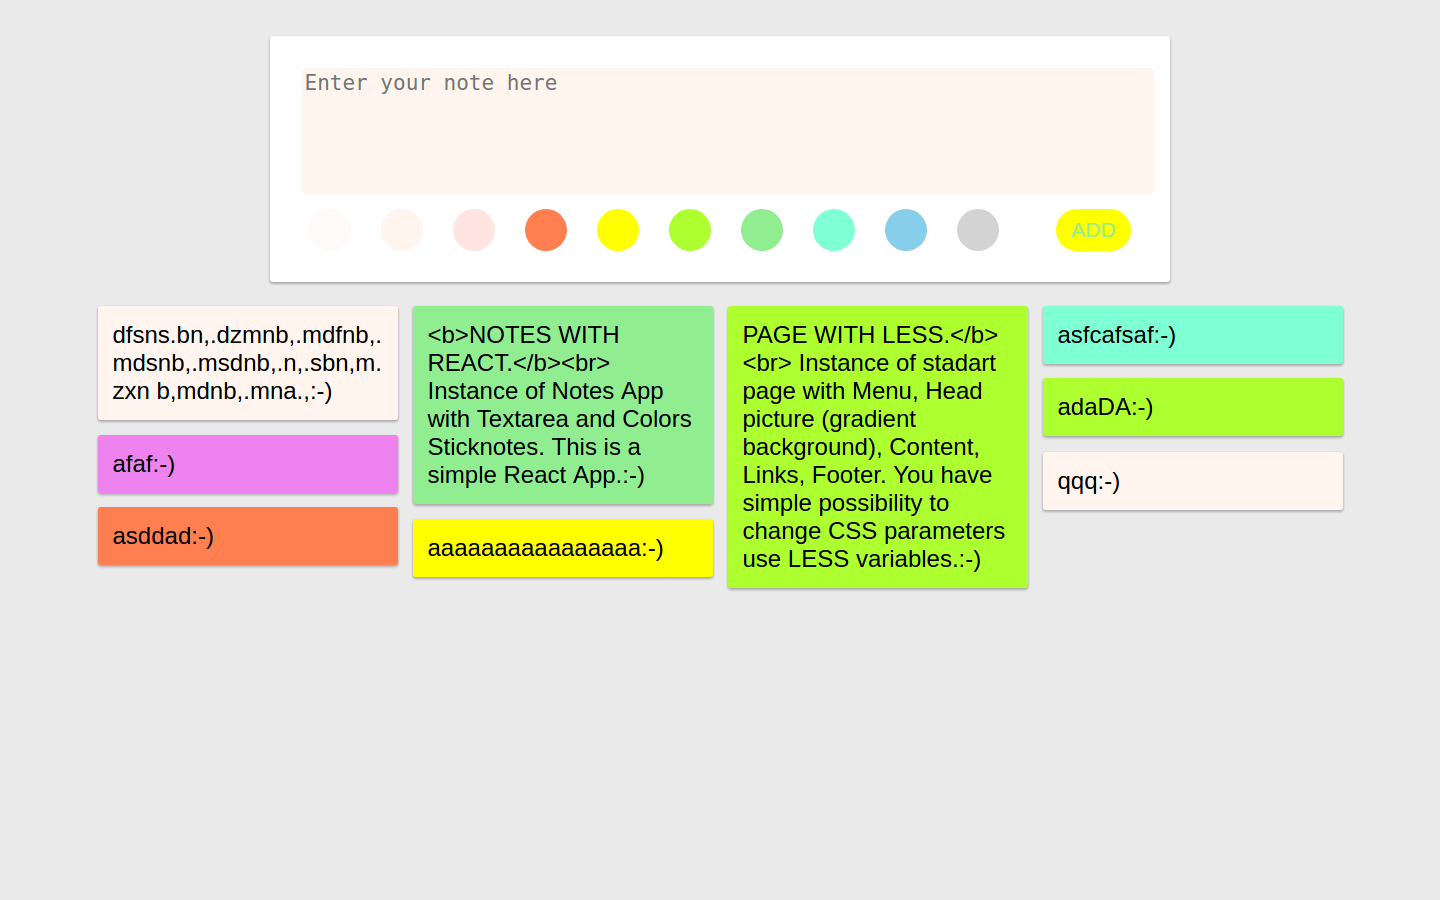 Enter your note here
ADD
dfsns.bn,.dzmnb,.mdfnb,.
mdsnb,.msdnb,.n,.sbn,m.
zxn b,mdnb,.mna.,:-)
afaf:-)
asddad:-)
<b>NOTES WITH
REACT.</b><br>
Instance of Notes App
with Textarea and Colors
Sticknotes. This is a
simple React App.:-)
aaaaaaaaaaaaaaaa:-)
PAGE WITH LESS.</b>
<br> Instance of stadart
page with Menu, Head
picture (gradient
background), Content,
Links, Footer. You have
simple possibility to
change CSS parameters
use LESS variables.:-)
asfcafsaf:-)
adaDA:-)
qqq:-)